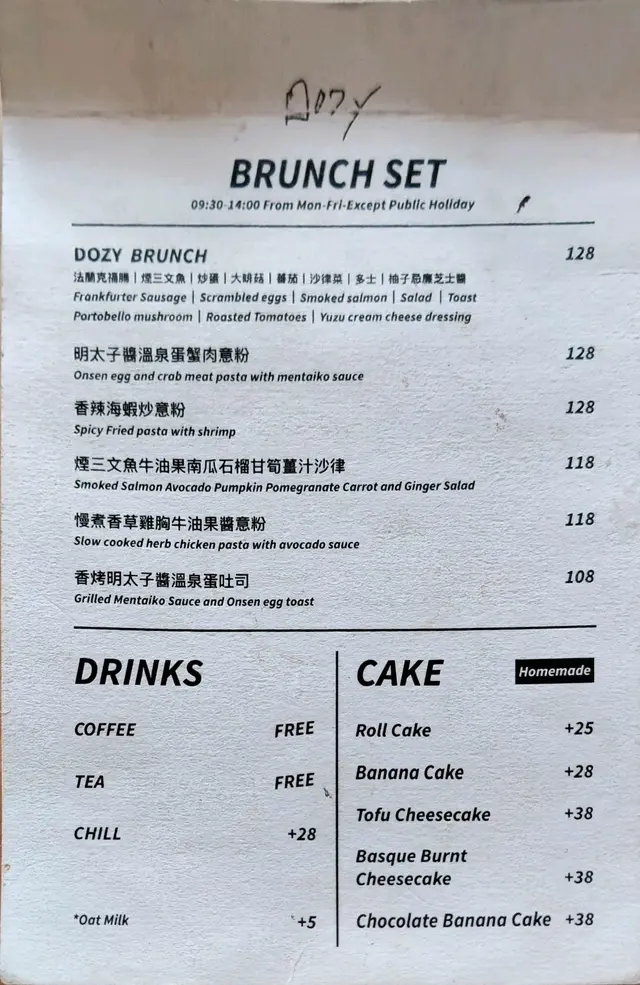 Dozy
BRUNCH SET
09:30-14:00 From Mon-Fri-Except Public Holiday
DOZY BRUNCH 128
法蘭克福腸 | 煙三文魚 | 炒蛋 | 大啡菇 | 蕃茄 | 沙律菜 | 多士 | 柚子忌廉芝士醬
Frankfurter Sausage | Scrambled eggs | Smoked salmon | Salad | Toast
Portobello mushroom | Roasted Tomatoes | Yuzu cream cheese dressing
明太子醬溫泉蛋蟹肉意粉 128
Onsen egg and crab meat pasta with mentaiko sauce
香辣海蝦炒意粉 128
Spicy Fried pasta with shrimp
煙三文魚牛油果南瓜石榴甘筍薑汁沙律 118
Smoked Salmon Avocado Pumpkin Pomegranate Carrot and Ginger Salad
慢煮香草雞胸牛油果醬意粉 118
Slow cooked herb chicken pasta with avocado sauce
香烤明太子醬溫泉蛋吐司 108
Grilled Mentaiko Sauce and Onsen egg toast
DRINKS
COFFEE FREE
TEA FREE
CHILL +28
*Oat Milk +5
CAKE Homemade
Roll Cake +25
Banana Cake +28
Tofu Cheesecake +38
Basque Burnt
Cheesecake +38
Chocolate Banana Cake +38